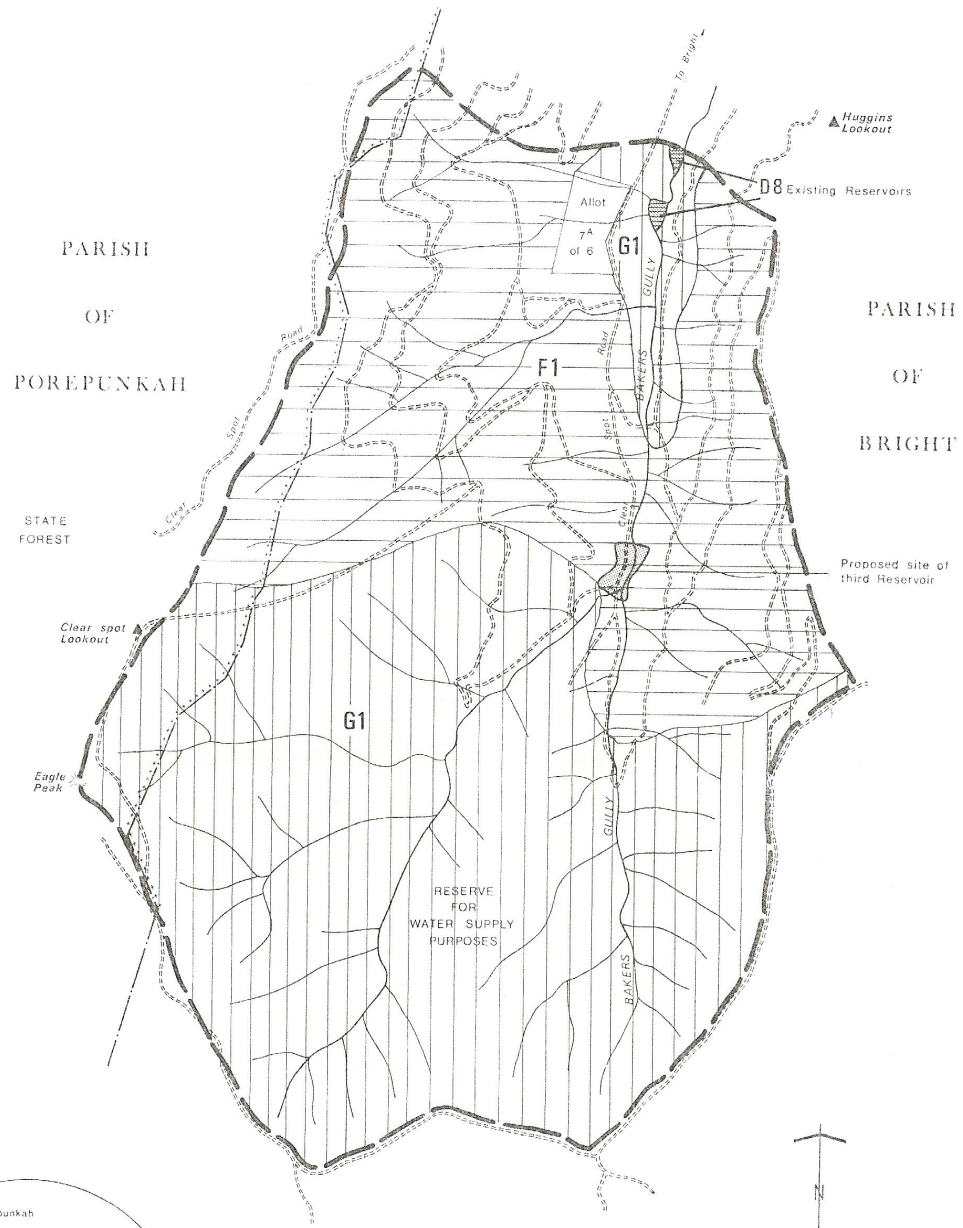 To Bright
Huggins
Lookout
D8 Existing Reservoirs
Allot
7A
of 6
G1
GULLY
BAKERS
PARISH
OF
POREPUNKAH
PARISH
OF
BRIGHT
Road
Spot
Clear
Road
Spot
Clear
F1
STATE
FOREST
Proposed site of
third Reservoir
Clear spot
Lookout
G1
Eagle
Peak
GULLY
BAKERS
RESERVE
FOR
WATER SUPPLY
PURPOSES
N